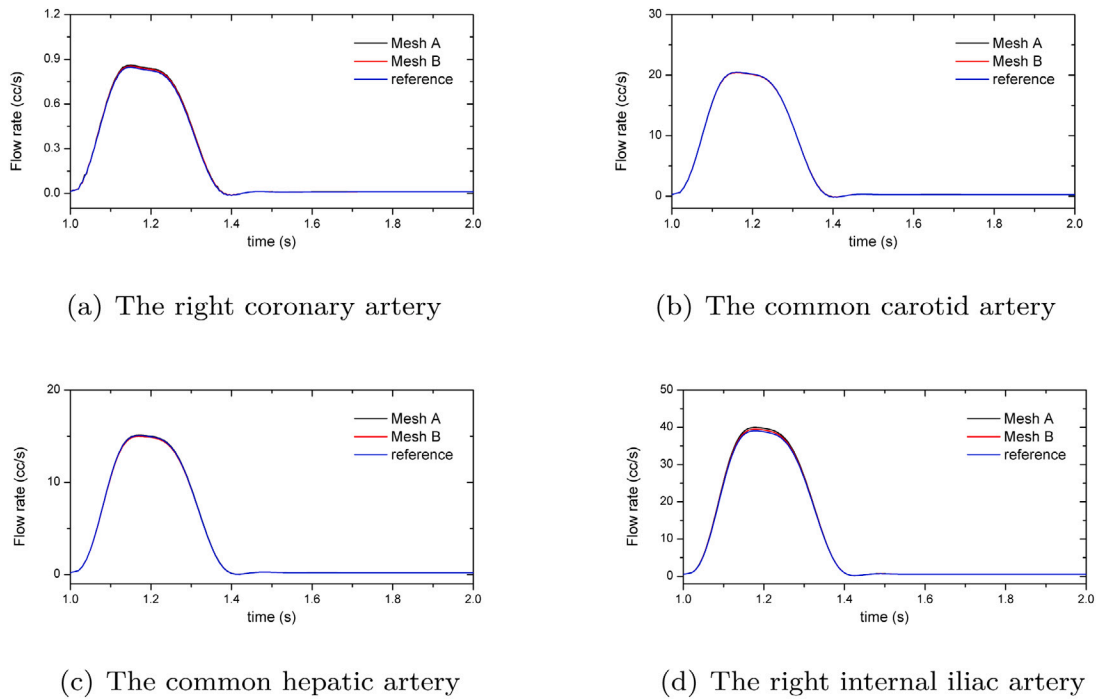 1.2
0.9
0.6
0.3
0.0
Flow rate (cc/s)
Mesh A
Mesh B
reference
1.0 1.2 1.4 1.6 1.8 2.0
time (s)
(a) The right coronary artery
30
20
10
0
Flow rate (cc/s)
Mesh A
Mesh B
reference
1.0 1.2 1.4 1.6 1.8 2.0
time (s)
(b) The common carotid artery
20
10
0
Flow rate (cc/s)
Mesh A
Mesh B
reference
1.0 1.2 1.4 1.6 1.8 2.0
time (s)
(c) The common hepatic artery
50
40
30
20
10
0
Flow rate (cc/s)
Mesh A
Mesh B
reference
1.0 1.2 1.4 1.6 1.8 2.0
time (s)
(d) The right internal iliac artery